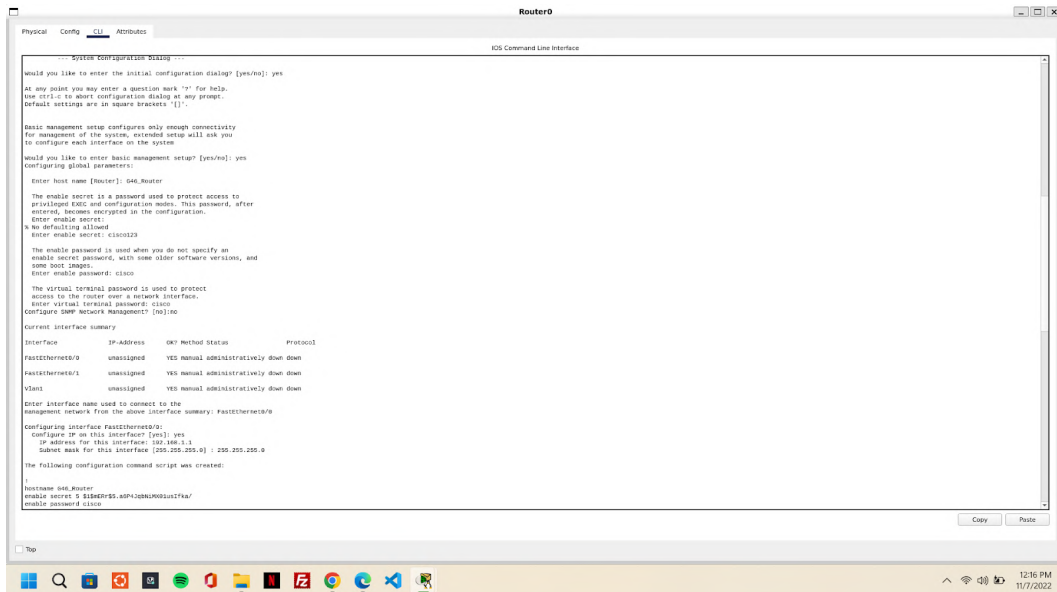 Router0
Physical Config CLI Attributes
IOS Command Line Interface
--- System Configuration Dialog ---
Would you like to enter the initial configuration dialog? [yes/no]: yes
At any point you may enter a question mark '?' for help.
Use ctrl-c to abort configuration dialog at any prompt.
Default settings are in square brackets '[]'.
Basic management setup configures only enough connectivity
for management of the system, extended setup will ask you
to configure each interface on the system
Would you like to enter basic management setup? [yes/no]: yes
Configuring global parameters:
Enter host name [Router]: G46_Router
The enable secret is a password used to protect access to
privileged EXEC and configuration modes. This password, after
entered, becomes encrypted in the configuration.
Enter enable secret:
% No defaulting allowed
Enter enable secret: cisco123
The enable password is used when you do not specify an
enable secret password, with some older software versions, and
some boot images.
Enter enable password: cisco
The virtual terminal password is used to protect
access to the router over a network interface.
Enter virtual terminal password: cisco
Configure SNMP Network Management? [no]:no
Current interface summary
Interface IP-Address OK? Method Status Protocol
FastEthernet0/0 unassigned YES manual administratively down down
FastEthernet0/1 unassigned YES manual administratively down down
Vlan1 unassigned YES manual administratively down down
Enter interface name used to connect to the
management network from the above interface summary: FastEthernet0/0
Configuring interface FastEthernet0/0:
Configure IP on this interface? [yes]: yes
IP address for this interface: 192.168.1.1
Subnet mask for this interface [255.255.255.0] : 255.255.255.0
The following configuration command script was created:
!
hostname G46_Router
enable secret 5
enable password cisco
Copy Paste
Top
12:16 PM
11/7/2022